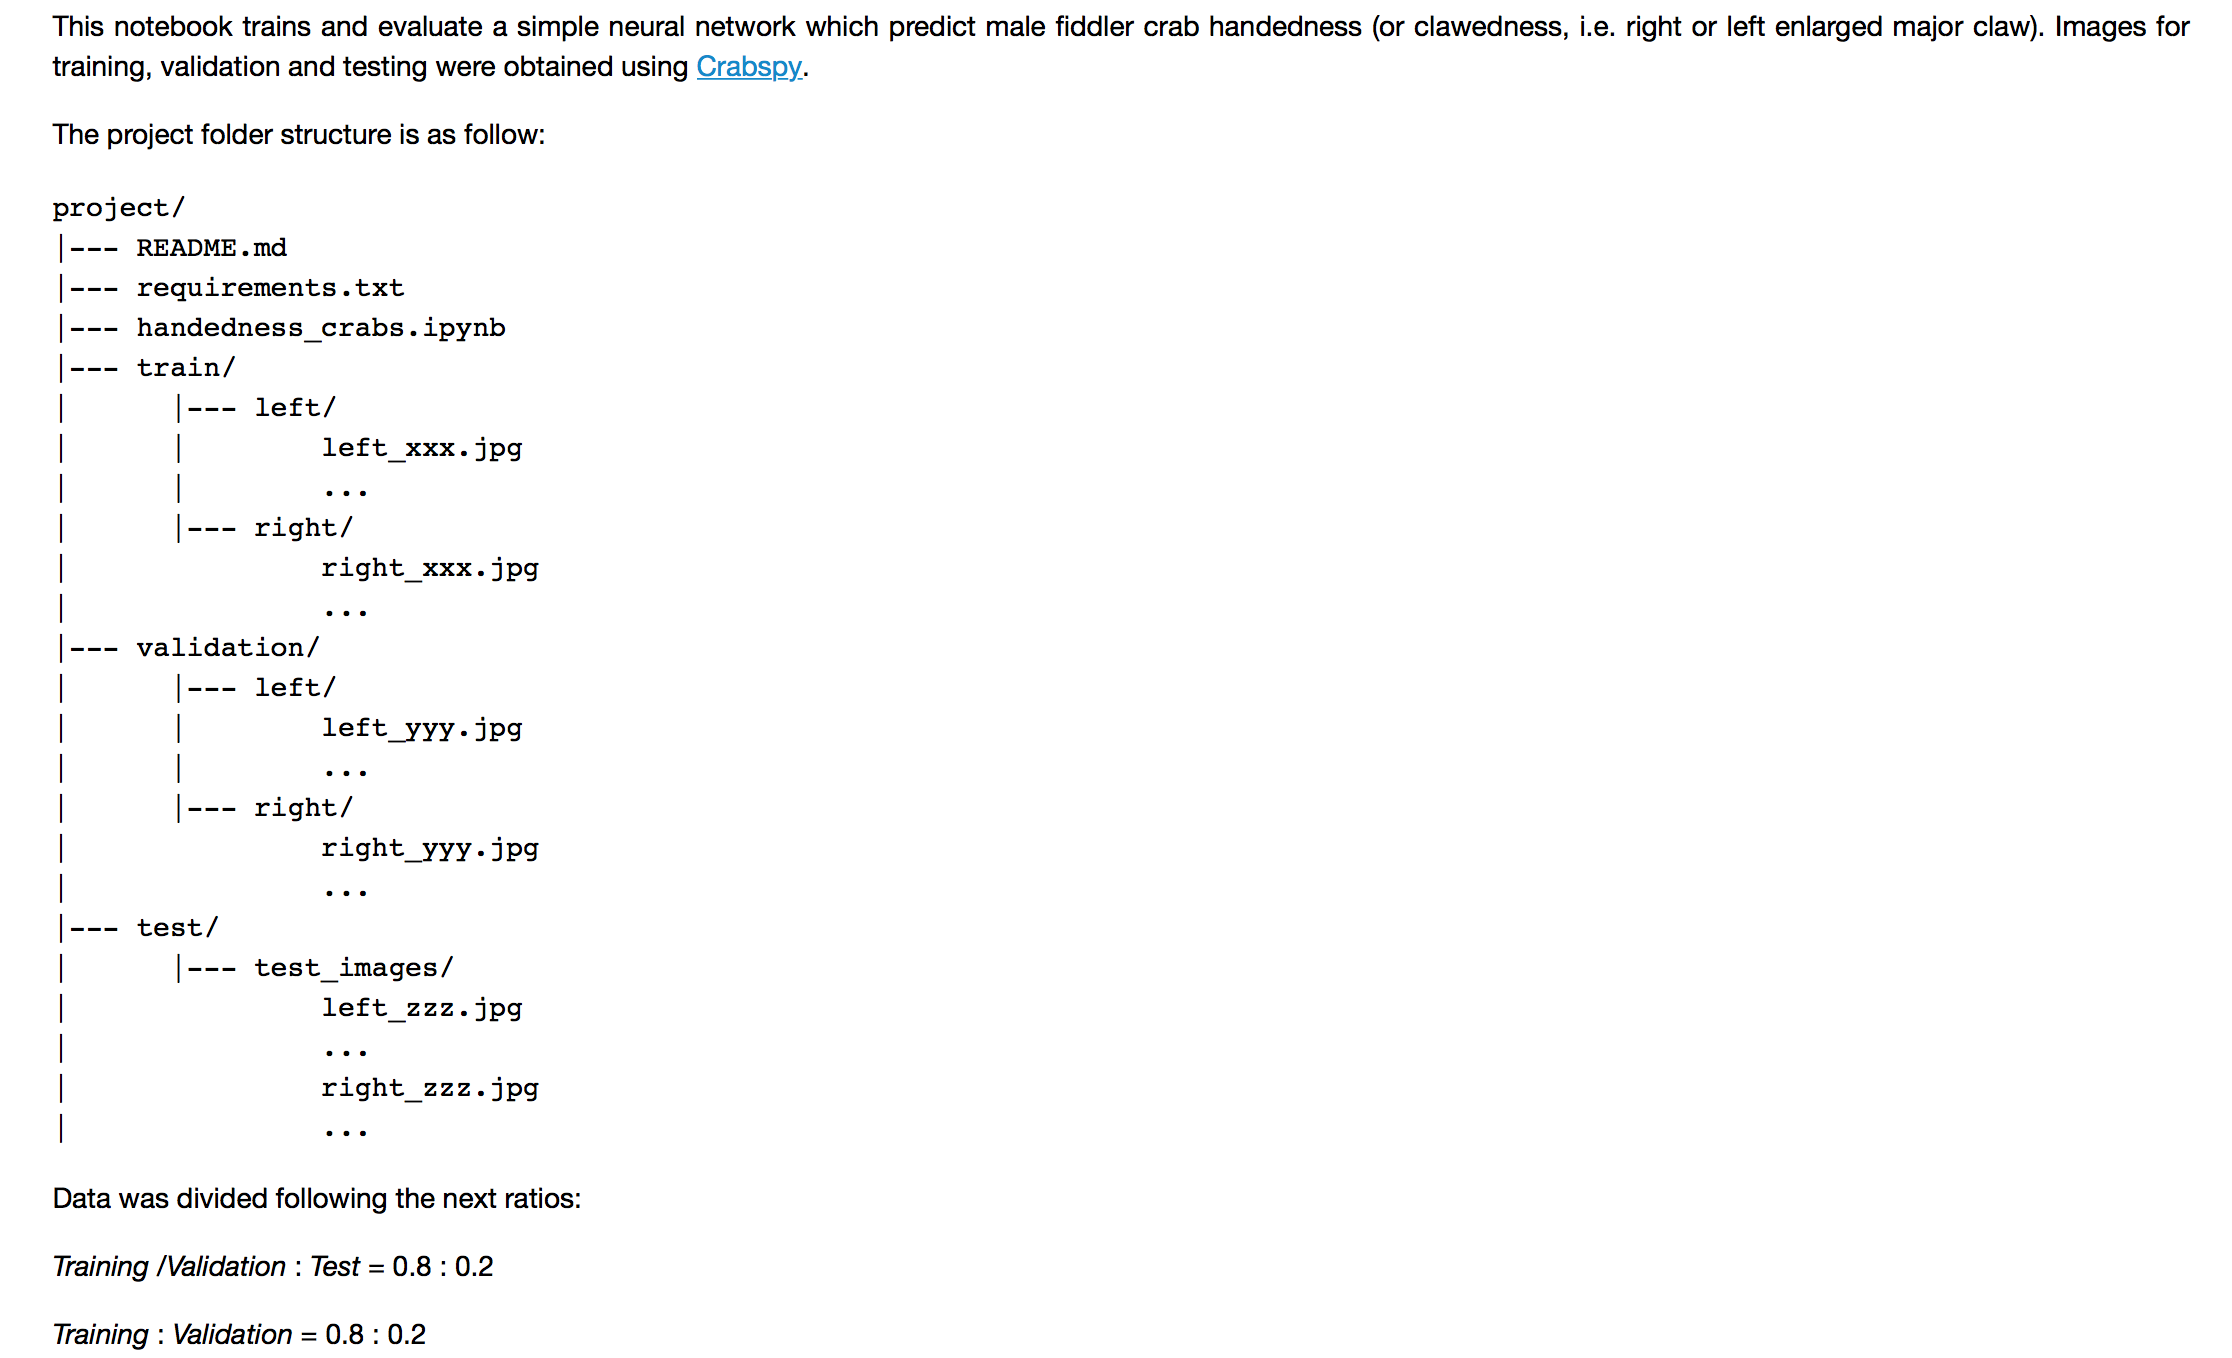 This notebook trains and evaluate a simple neural network which predict male fiddler crab handedness (or clawedness, i.e. right or left enlarged major claw). Images for
training, validation and testing were obtained using Crabspy.
The project folder structure is as follow:
project/
|--- README.md
|--- requirements.txt
|--- handedness_crabs.ipynb
|--- train/
|      |--- left/
|      |        left_xxx.jpg
|      |        ...
|      |--- right/
|               right_xxx.jpg
|               ...
|--- validation/
|      |--- left/
|      |        left_yyy.jpg
|      |        ...
|      |--- right/
|               right_yyy.jpg
|               ...
|--- test/
|      |--- test_images/
|               left_zzz.jpg
|               ...
|               right_zzz.jpg
|               ...
Data was divided following the next ratios:
Training /Validation : Test = 0.8 : 0.2
Training : Validation = 0.8 : 0.2